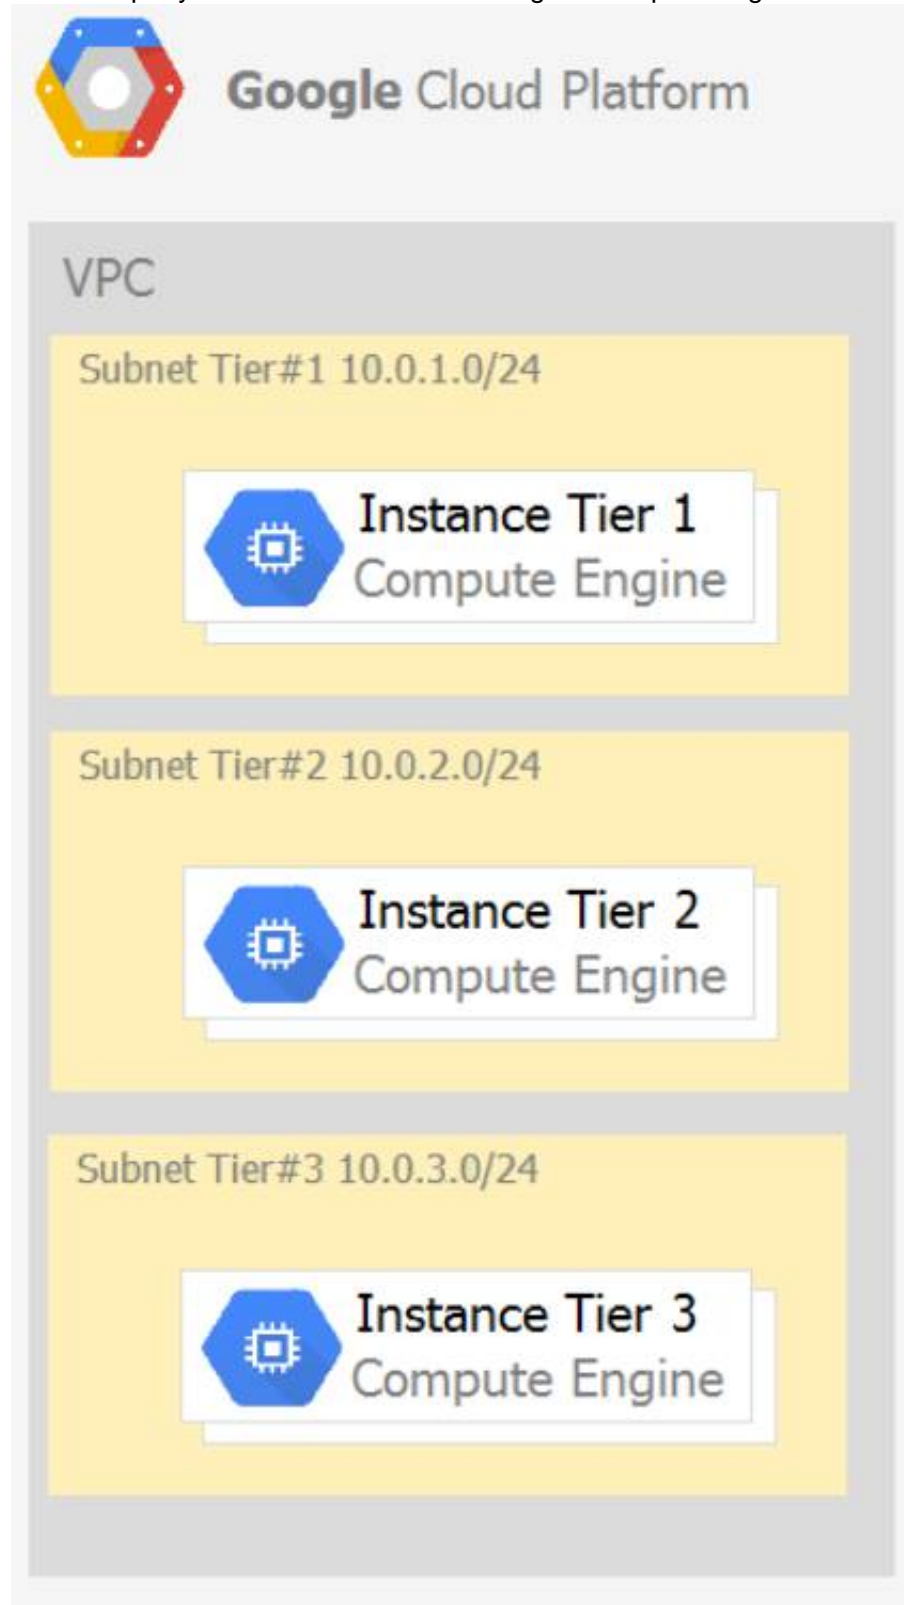 Google Cloud Platform
VPC
Subnet Tier#1 10.0.1.0/24
Instance Tier 1
Compute Engine
Subnet Tier#2 10.0.2.0/24
Instance Tier 2
Compute Engine
Subnet Tier#3 10.0.3.0/24
Instance Tier 3
Compute Engine